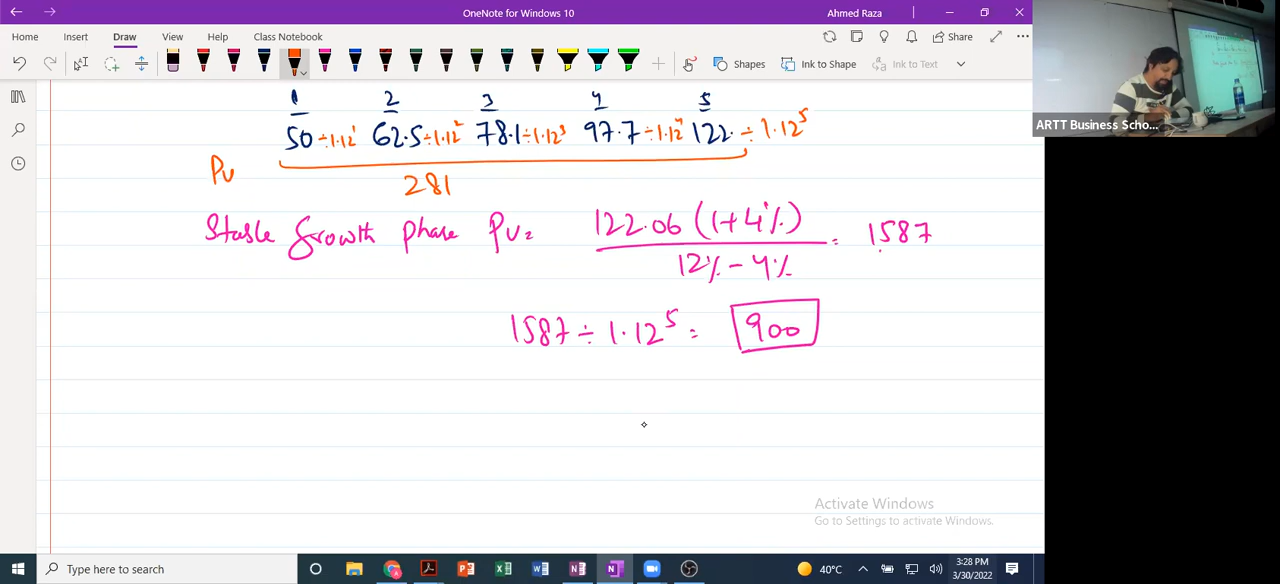 OneNote for Windows 10
Ahmed Raza
Home Insert Draw View Help Class Notebook
Share
Shapes Ink to Shape Ink to Text
ARTT Business Scho...
1 2 3 4 5
50 ÷1.12¹ 62.5÷1.12² 78.1÷1.12³ 97.7÷1.12⁴ 122. ÷1.12⁵
PV
281
Stable Growth phase PV= 122.06 (1+4%) = 1587
12% - 4%
1587 ÷ 1.12⁵ = 900
Activate Windows
Go to Settings to activate Windows.
Type here to search
40°C
3:28 PM
3/30/2022